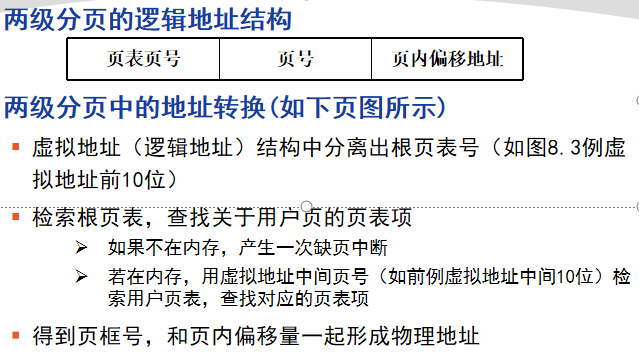 两级分页的逻辑地址结构
页表页号 页号 页内偏移地址
两级分页中的地址转换(如下页图所示)
虚拟地址（逻辑地址）结构中分离出根页表号（如图8.3例虚
拟地址前10位）
检索根页表，查找关于用户页的页表项
如果不在内存，产生一次缺页中断
若在内存，用虚拟地址中间页号（如前例虚拟地址中间10位）检
索用户页表，查找对应的页表项
得到页框号，和页内偏移量一起形成物理地址